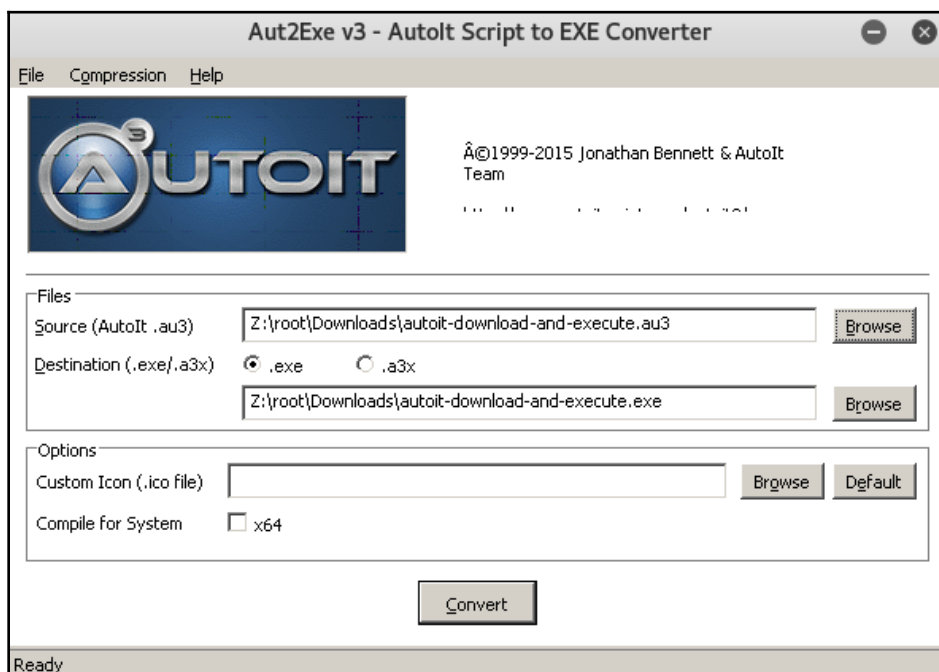 Aut2Exe v3 - AutoIt Script to EXE Converter
File Compression Help
AUTOIT 3
Â©1999-2015 Jonathan Bennett & AutoIt
Team
Files
Source (AutoIt .au3) Z:\root\Downloads\autoit-download-and-execute.au3 Browse
Destination (.exe/.a3x) .exe .a3x
Z:\root\Downloads\autoit-download-and-execute.exe Browse
Options
Custom Icon (.ico file) Browse Default
Compile for System x64
Convert
Ready